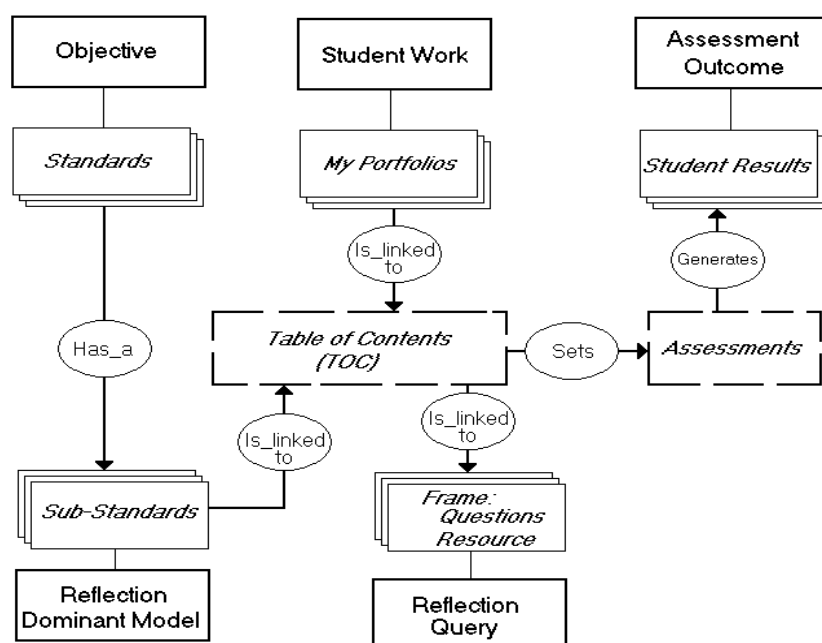 Objective
Student Work
Assessment
Outcome
Standards
My Portfolios
Student Results
Is_linked
to
Generates
Has_a
Table of Contents
(TOC)
Sets
Assessments
Is_linked
to
Is_linked
to
Sub-Standards
Frame:
Questions
Resource
Reflection
Dominant Model
Reflection
Query